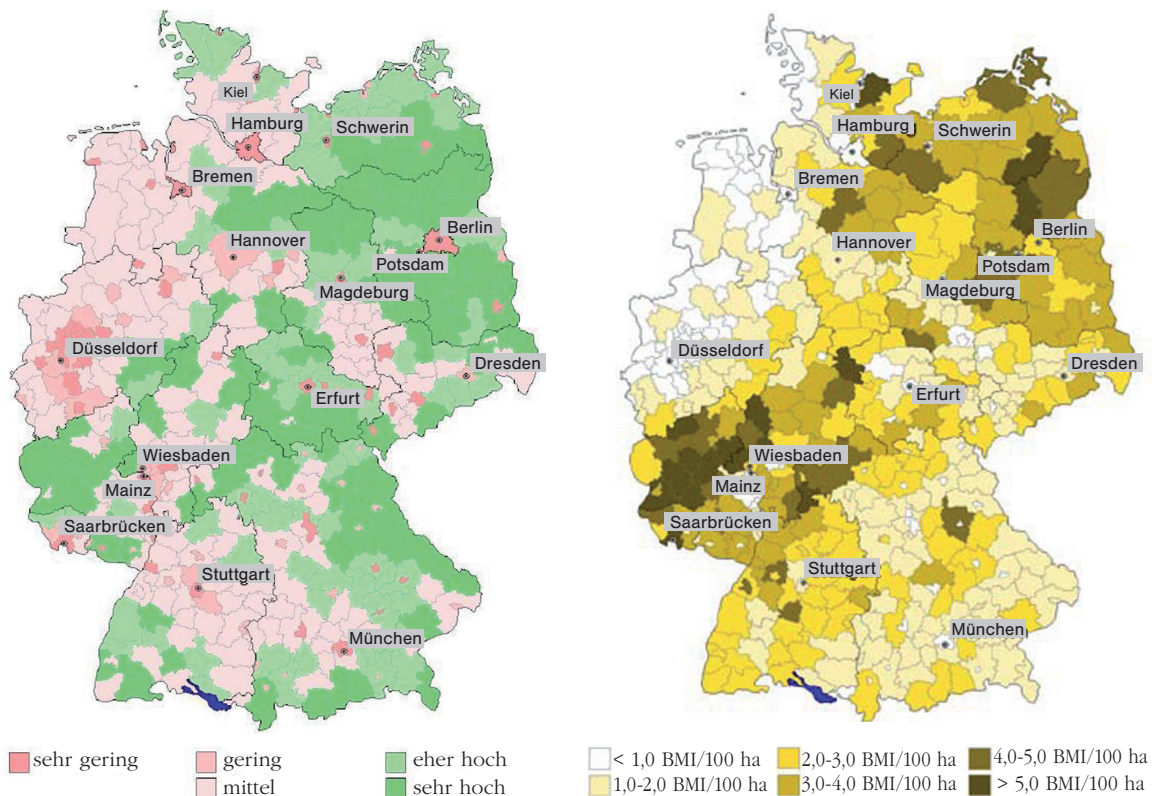 Kiel
Hamburg
Schwerin
Bremen
Berlin
Hannover
Potsdam
Magdeburg
Düsseldorf
Dresden
Erfurt
Wiesbaden
Mainz
Saarbrücken
Stuttgart
München
sehr gering
gering
eher hoch
mittel
sehr hoch
Kiel
Hamburg
Schwerin
Bremen
Berlin
Hannover
Potsdam
Magdeburg
Düsseldorf
Dresden
Erfurt
Wiesbaden
Mainz
Saarbrücken
Stuttgart
München
< 1,0 BMI/100 ha
2,0-3,0 BMI/100 ha
4,0-5,0 BMI/100 ha
1,0-2,0 BMI/100 ha
3,0-4,0 BMI/100 ha
> 5,0 BMI/100 ha